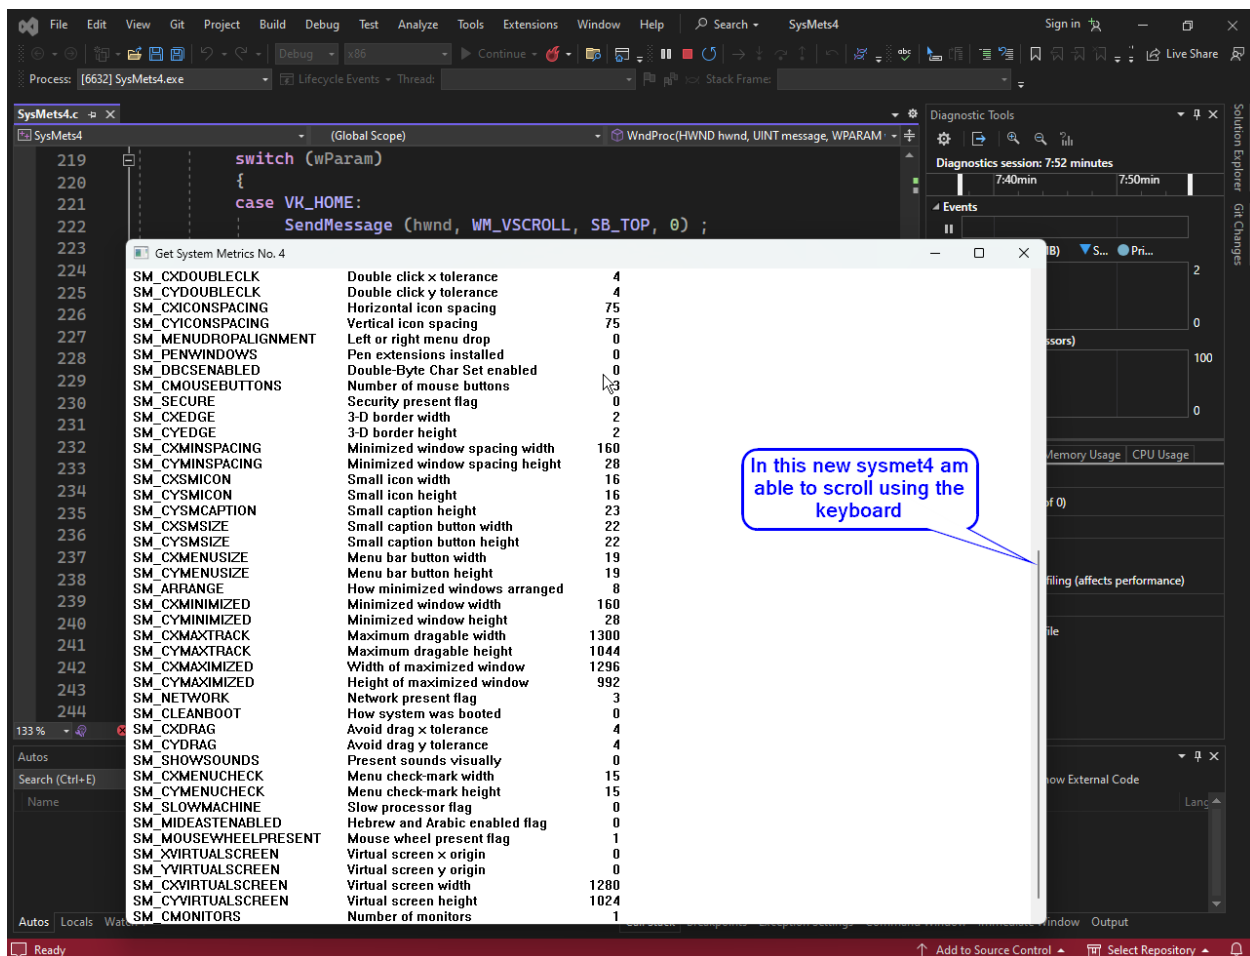 File Edit View Git Project Build Debug Test Analyze Tools Extensions Window Help Search SysMets4 Sign in
Debug x86 Continue Live Share
Process: [6632] SysMets4.exe Lifecycle Events Thread: Stack Frame:
SysMets4.c
SysMets4 (Global Scope) WndProc(HWND hwnd, UINT message, WPARAM
219 switch (wParam)
220 {
221 case VK_HOME:
222 SendMessage (hwnd, WM_VSCROLL, SB_TOP, 0) ;
223
224
225
226
227
228
229
230
231
232
233
234
235
236
237
238
239
240
241
242
243
244
133 %
Diagnostic Tools
Diagnostics session: 7:52 minutes
7:40min 7:50min
Events
B) S... Pri...
2
0
ssors)
100
0
Memory Usage CPU Usage
of 0)
filing (affects performance)
file
Solution Explorer
Git Changes
Get System Metrics No. 4
SM_CXDOUBLECLK Double click x tolerance 4
SM_CYDOUBLECLK Double click y tolerance 4
SM_CXICONSPACING Horizontal icon spacing 75
SM_CYICONSPACING Vertical icon spacing 75
SM_MENUDROPALIGNMENT Left or right menu drop 0
SM_PENWINDOWS Pen extensions installed 0
SM_DBCSENABLED Double-Byte Char Set enabled 0
SM_CMOUSEBUTTONS Number of mouse buttons 3
SM_SECURE Security present flag 0
SM_CXEDGE 3-D border width 2
SM_CYEDGE 3-D border height 2
SM_CXMINSPACING Minimized window spacing width 160
SM_CYMINSPACING Minimized window spacing height 28
SM_CXSMICON Small icon width 16
SM_CYSMICON Small icon height 16
SM_CYSMCAPTION Small caption height 23
SM_CXSMSIZE Small caption button width 22
SM_CYSMSIZE Small caption button height 22
SM_CXMENUSIZE Menu bar button width 19
SM_CYMENUSIZE Menu bar button height 19
SM_ARRANGE How minimized windows arranged 8
SM_CXMINIMIZED Minimized window width 160
SM_CYMINIMIZED Minimized window height 28
SM_CXMAXTRACK Maximum dragable width 1300
SM_CYMAXTRACK Maximum dragable height 1044
SM_CXMAXIMIZED Width of maximized window 1296
SM_CYMAXIMIZED Height of maximized window 992
SM_NETWORK Network present flag 3
SM_CLEANBOOT How system was booted 0
SM_CXDRAG Avoid drag x tolerance 4
SM_CYDRAG Avoid drag y tolerance 4
SM_SHOWSOUNDS Present sounds visually 0
SM_CXMENUCHECK Menu check-mark width 15
SM_CYMENUCHECK Menu check-mark height 15
SM_SLOWMACHINE Slow processor flag 0
SM_MIDEASTENABLED Hebrew and Arabic enabled flag 0
SM_MOUSEWHEELPRESENT Mouse wheel present flag 1
SM_XVIRTUALSCREEN Virtual screen x origin 0
SM_YVIRTUALSCREEN Virtual screen y origin 0
SM_CXVIRTUALSCREEN Virtual screen width 1280
SM_CYVIRTUALSCREEN Virtual screen height 1024
SM_CMONITORS Number of monitors 1
In this new sysmet4 am
able to scroll using the
keyboard
Autos
Search (Ctrl+E) ow External Code
Name Lang
Autos Locals Wat Window Output
Ready Add to Source Control Select Repository